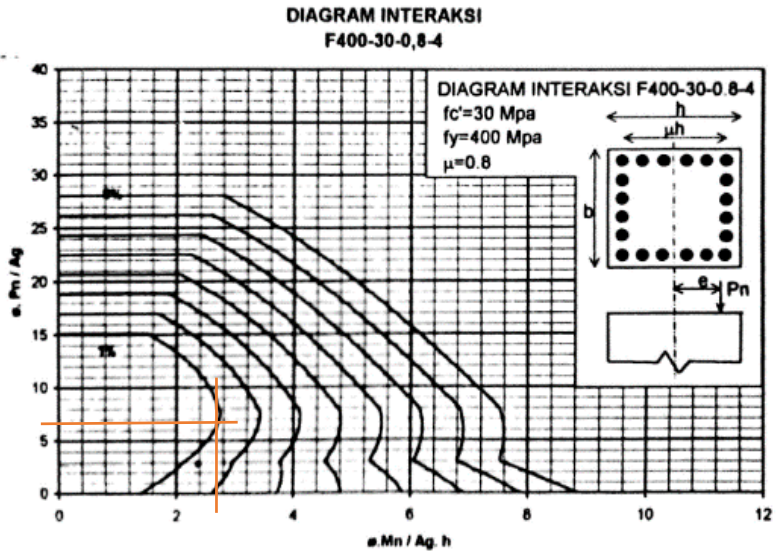 DIAGRAM INTERAKSI
F400-30-0,8-4
ø. Pn / Ag
40
35
30
25
20
15
10
5
0
8%
1%
0
2
4
6
8
10
12
ø.Mn / Ag. h
DIAGRAM INTERAKSI F400-30-0.8-4
fc'=30 Mpa
fy=400 Mpa
μ=0.8
h
μh
b
e
Pn